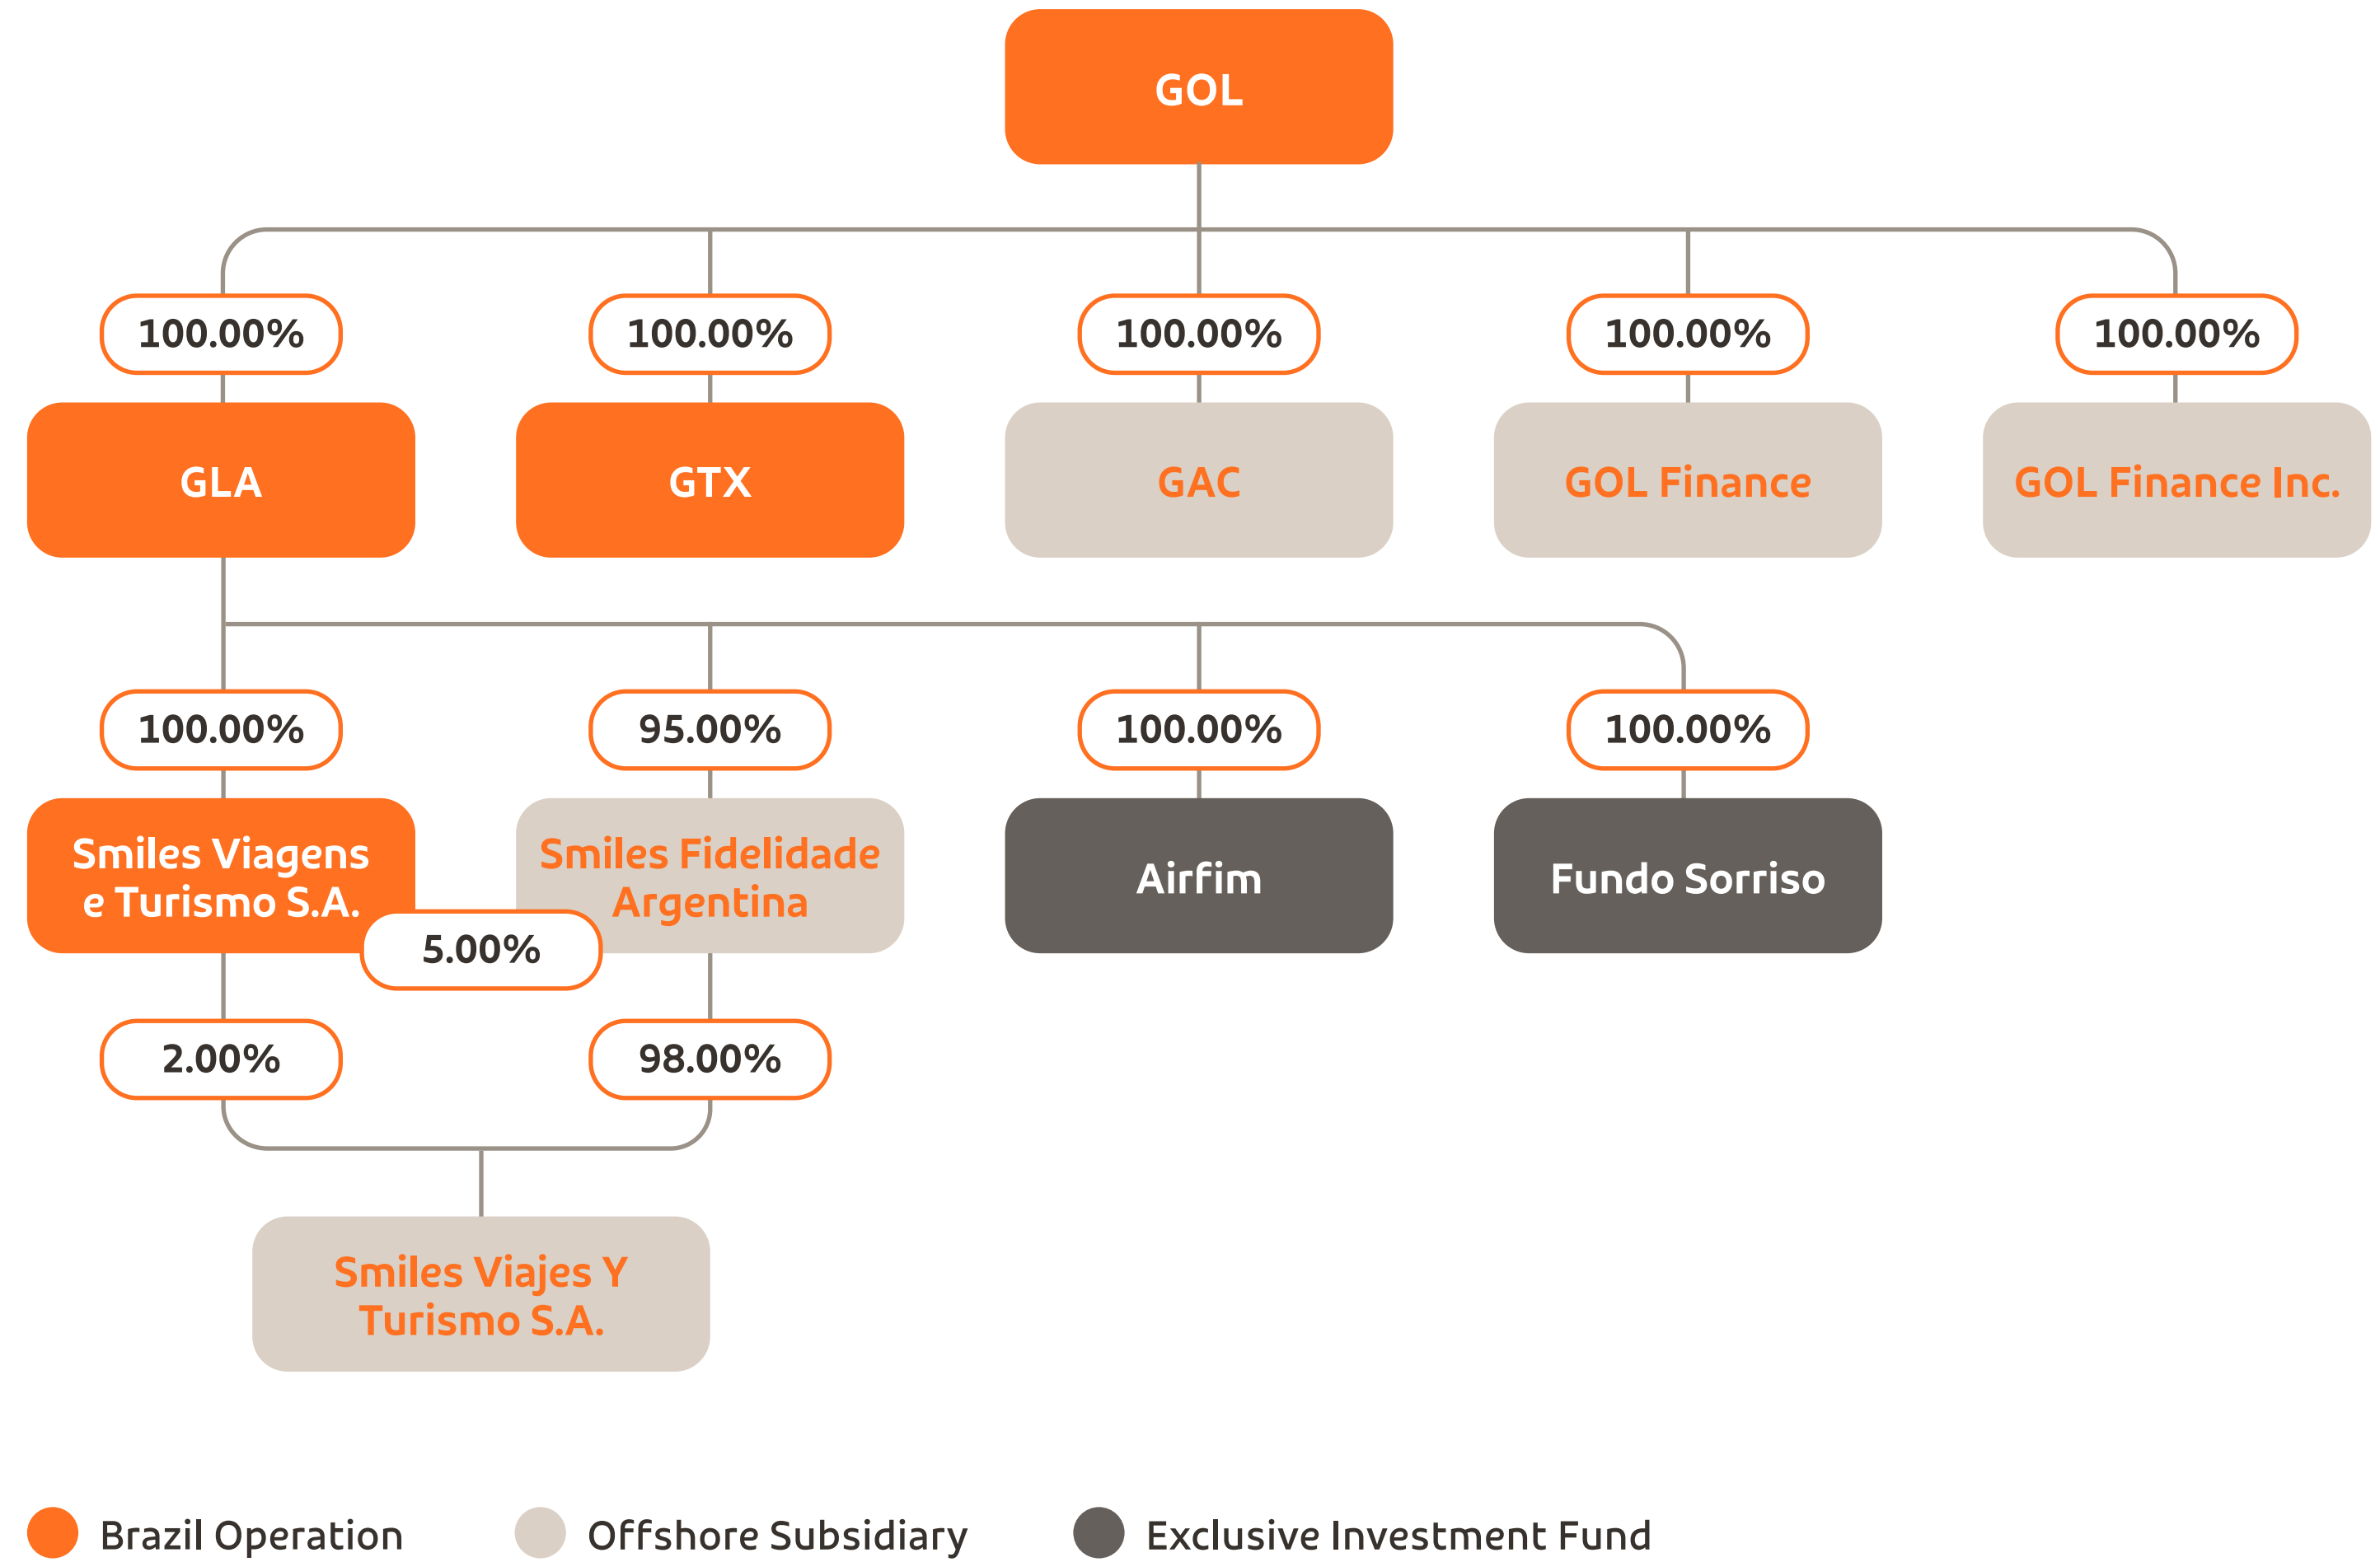 GOL
100.00%
100.00%
100.00%
100.00%
100.00%
GLA
GTX
GAC
GOL Finance
GOL Finance Inc.
100.00%
95.00%
100.00%
100.00%
Smiles Viagens
e Turismo S.A.
Smiles Fidelidade
Argentina
Airfim
Fundo Sorriso
5.00%
2.00%
98.00%
Smiles Viajes Y
Turismo S.A.
Brazil Operation
Offshore Subsidiary
Exclusive Investment Fund